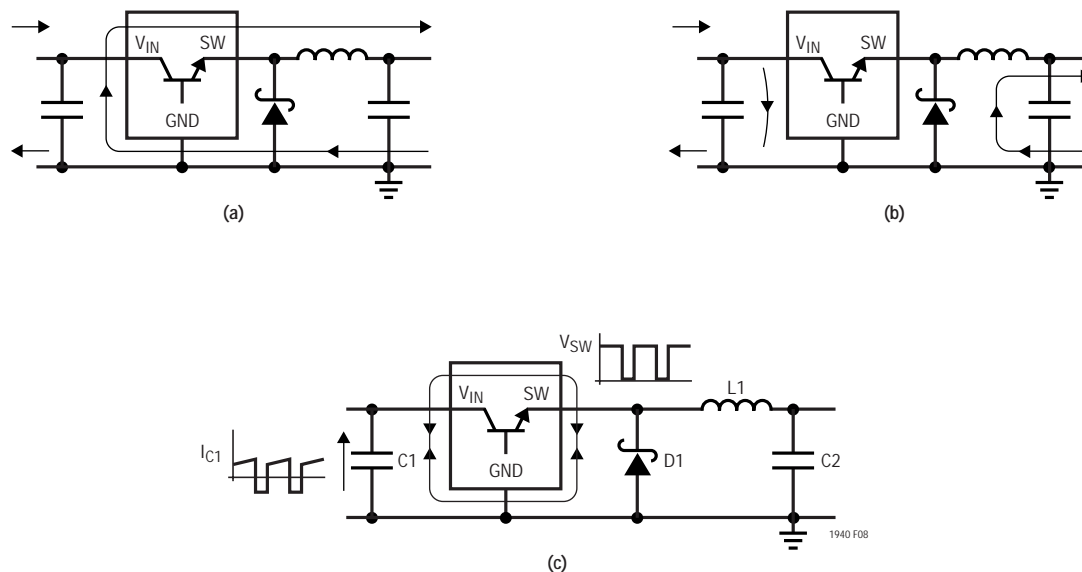 VIN SW
GND
(a)
VIN SW
GND
(b)
VSW
IC1
VIN SW
GND
C1
D1
L1
C2
1940 F08
(c)